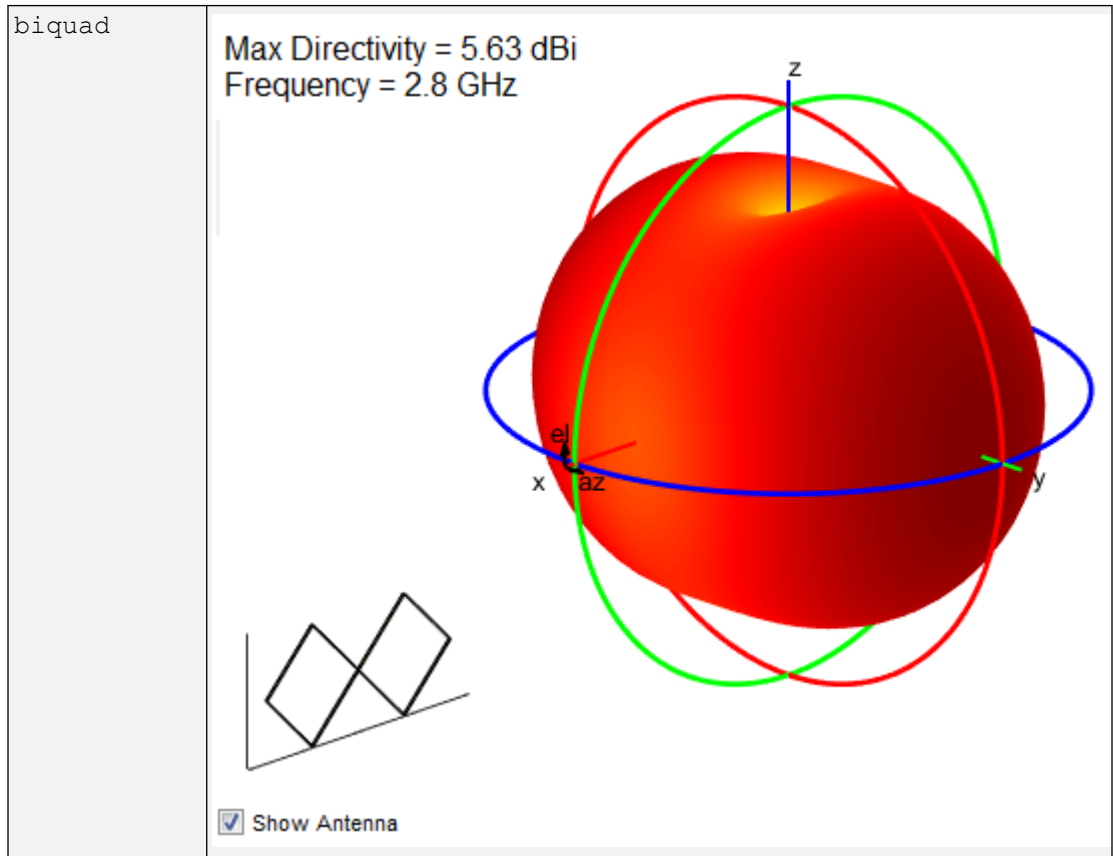 biquad
Max Directivity = 5.63 dBi
Frequency = 2.8 GHz
z
el
x
az
y
Show Antenna